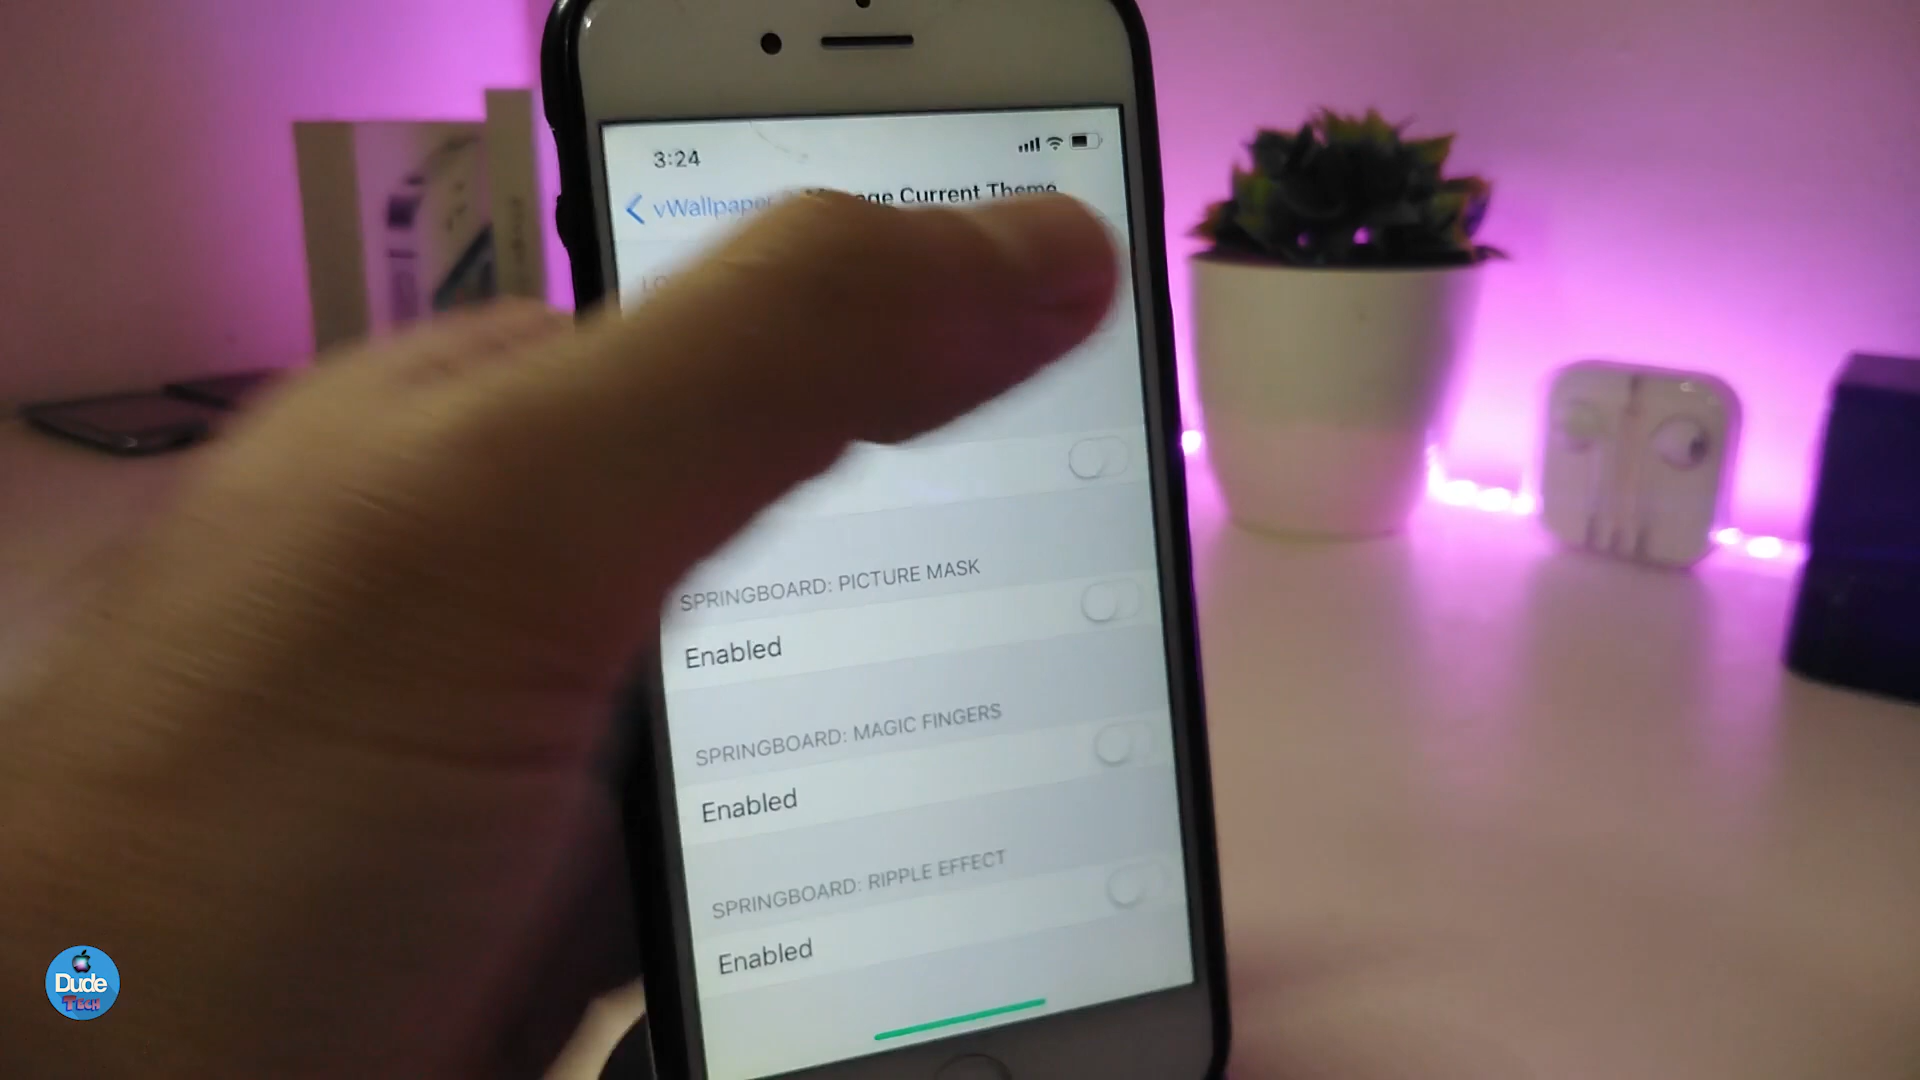 3:24
vWallpaper
Current Theme
SPRINGBOARD: PICTURE MASK
Enabled
SPRINGBOARD: MAGIC FINGERS
Enabled
SPRINGBOARD: RIPPLE EFFECT
Enabled
Dude
TECH